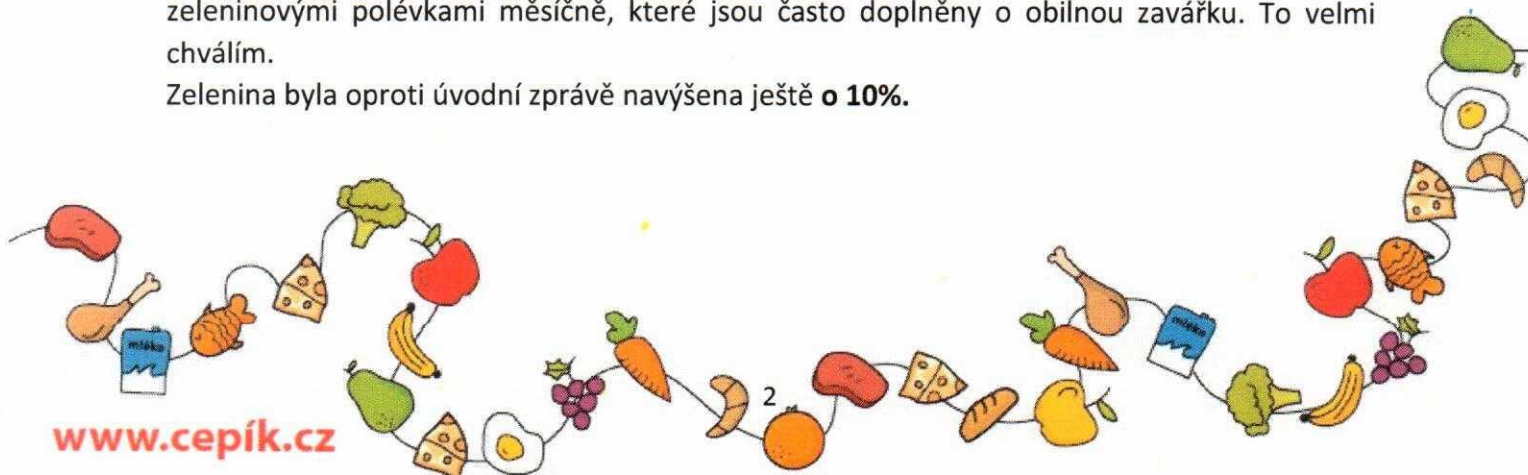 zeleninovými polévkami měsíčně, které jsou často doplněny o obilnou zavářku. To velmi
chválím.
Zelenina byla oproti úvodní zprávě navýšena ještě o 10%.
mléko
mléko
2
www.cepík.cz